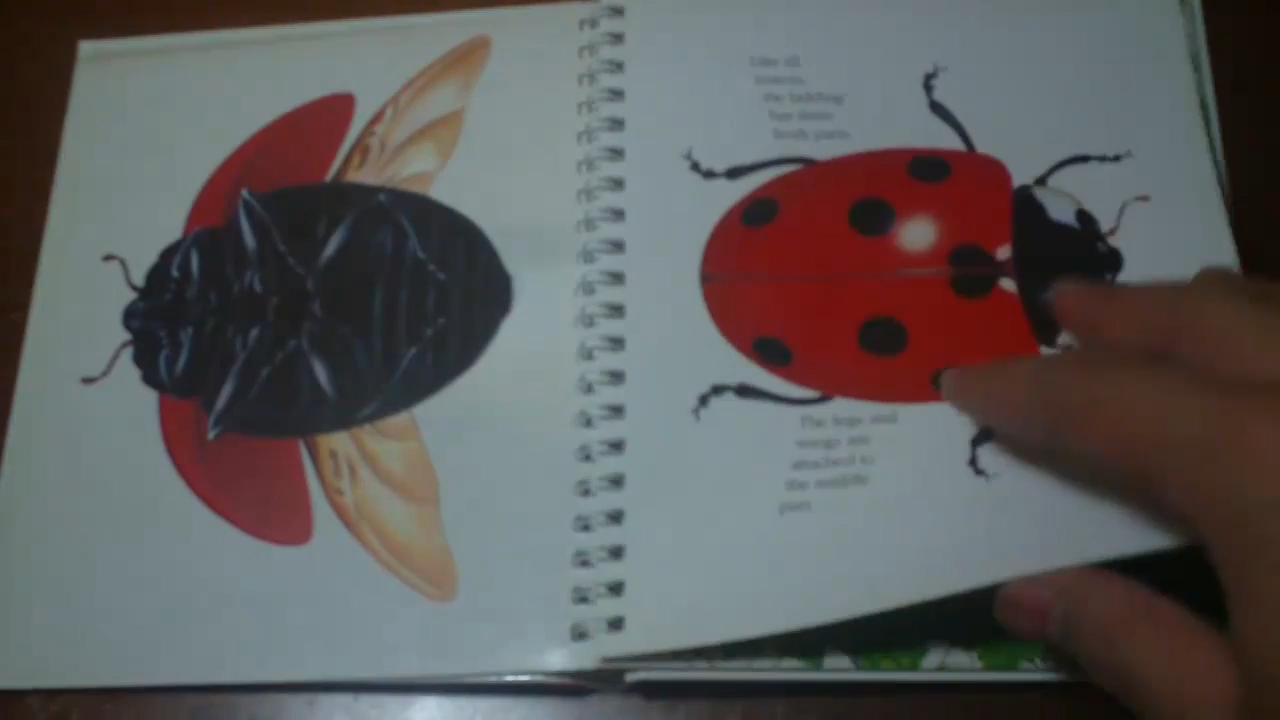 Like all
insects,
the ladybug
has three
body parts.
The legs and
wings are
attached to
the middle
part.